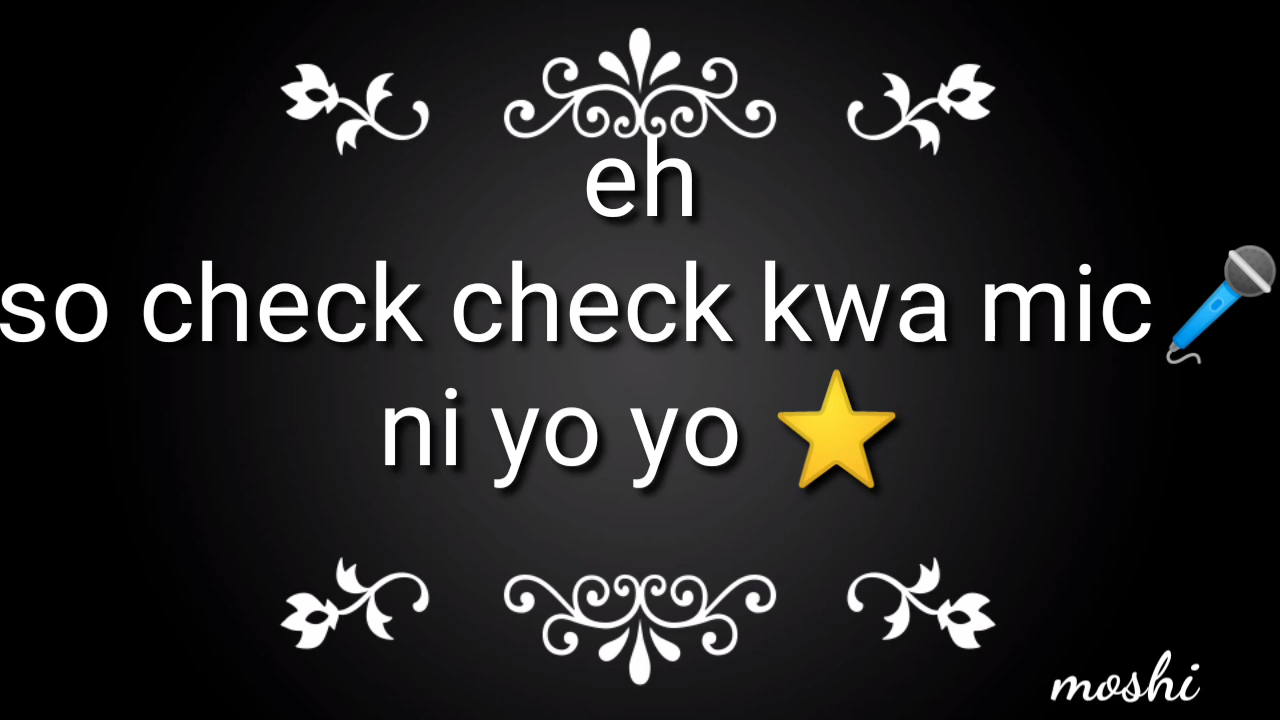 eh
so check check kwa mic🎤
ni yo yo ⭐
moshi